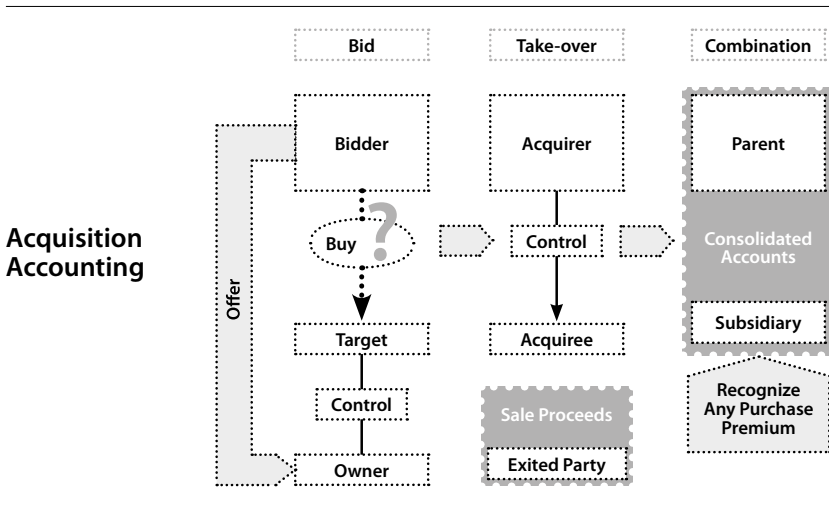 Acquisition
Accounting
Bid
Take-over
Combination
Bidder
Acquirer
Parent
Buy
?
Control
Consolidated
Accounts
Offer
Target
Acquiree
Subsidiary
Control
Sale Proceeds
Recognize
Any Purchase
Premium
Owner
Exited Party